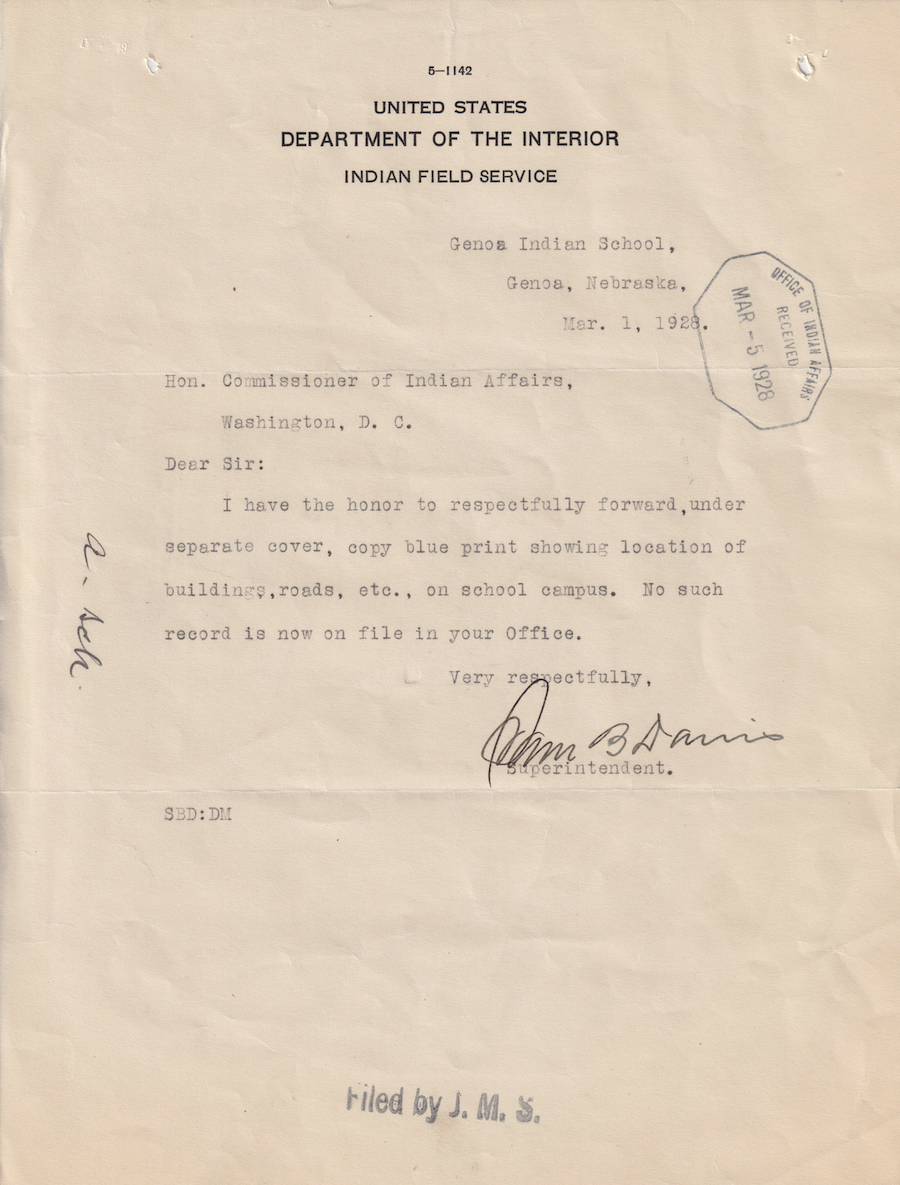 5—1142
UNITED STATES
DEPARTMENT OF THE INTERIOR
INDIAN FIELD SERVICE
Genoa Indian School,
Genoa, Nebraska,
Mar. 1, 1928.
OFFICE OF INDIAN AFFAIRS
RECEIVED
MAR - 5 1928
Hon. Commissioner of Indian Affairs,
Washington, D. C.
Dear Sir:
I have the honor to respectfully forward,under
separate cover, copy blue print showing location of
buildings,roads, etc., on school campus. No such
record is now on file in your Office.
a - sch.
Very respectfully,
Sam B Davis
Superintendent.
SBD:DM
Filed by J. M. S.